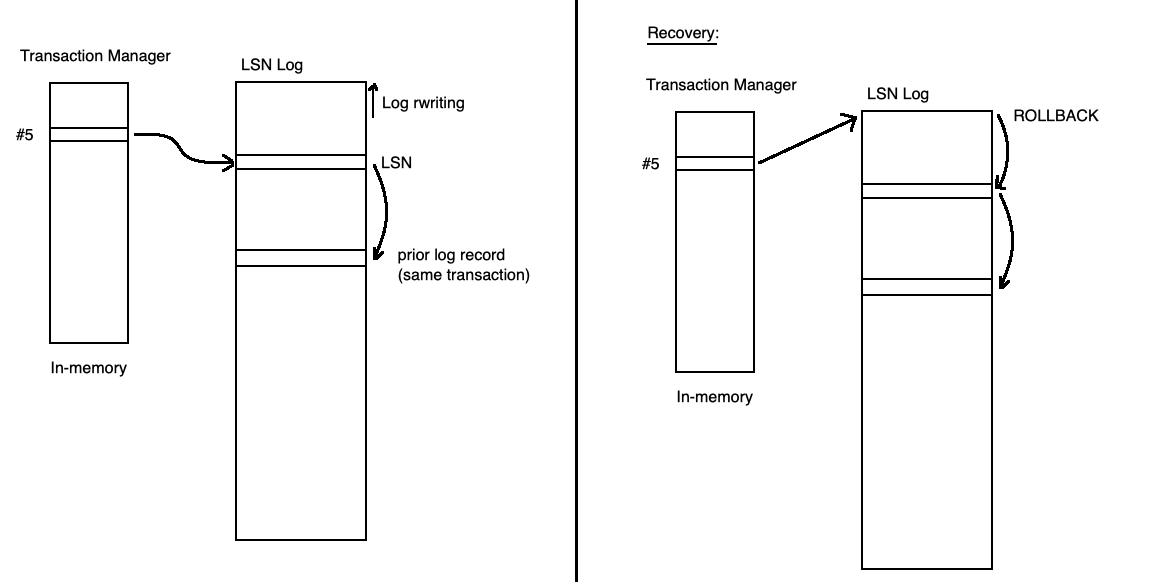 Transaction Manager
LSN Log
Log rwriting
#5
LSN
prior log record
(same transaction)
In-memory
Recovery:
Transaction Manager
LSN Log
ROLLBACK
#5
In-memory